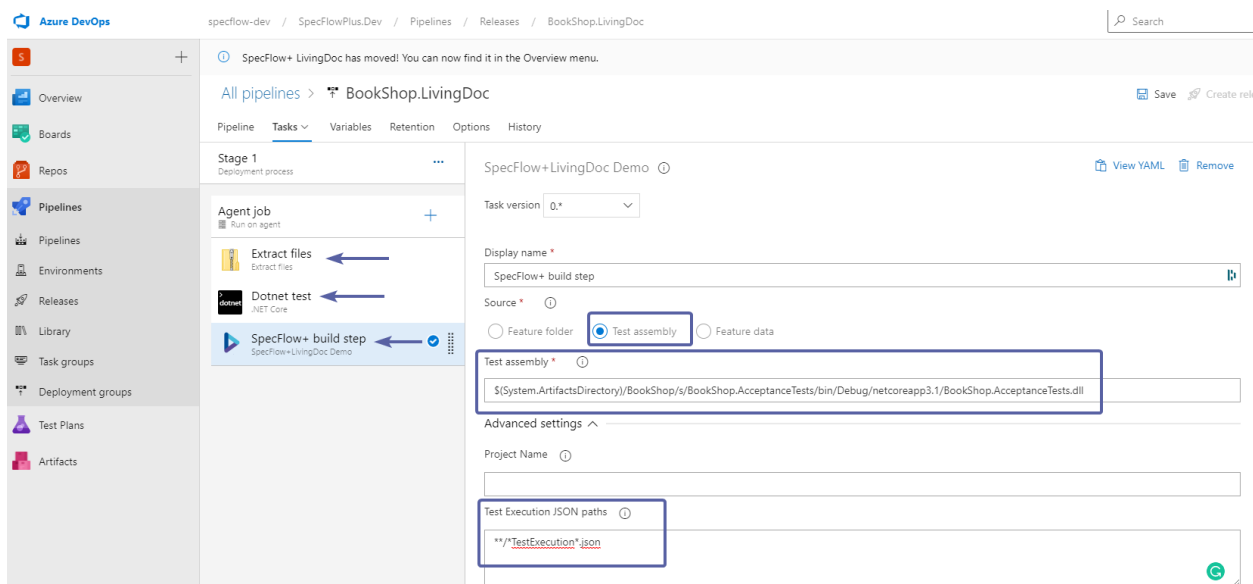 Azure DevOps
specflow-dev / SpecFlowPlus.Dev / Pipelines / Releases / BookShop.LivingDoc
Search
S
SpecFlow+ LivingDoc has moved! You can now find it in the Overview menu.
Overview
Boards
Repos
Pipelines
Pipelines
Environments
Releases
Library
Task groups
Deployment groups
Test Plans
Artifacts
All pipelines > BookShop.LivingDoc
Save Create rel
Pipeline Tasks Variables Retention Options History
Stage 1
Deployment process
Agent job
Run on agent
Extract files
Extract files
dotnet
Dotnet test
.NET Core
SpecFlow+ build step
SpecFlow+LivingDoc Demo
SpecFlow+LivingDoc Demo
View YAML Remove
Task version 0.*
Display name *
SpecFlow+ build step
Source *
Feature folder Test assembly Feature data
Test assembly *
$(System.ArtifactsDirectory)/BookShop/s/BookShop.AcceptanceTests/bin/Debug/netcoreapp3.1/BookShop.AcceptanceTests.dll
Advanced settings
Project Name
Test Execution JSON paths
**/*TestExecution*.json